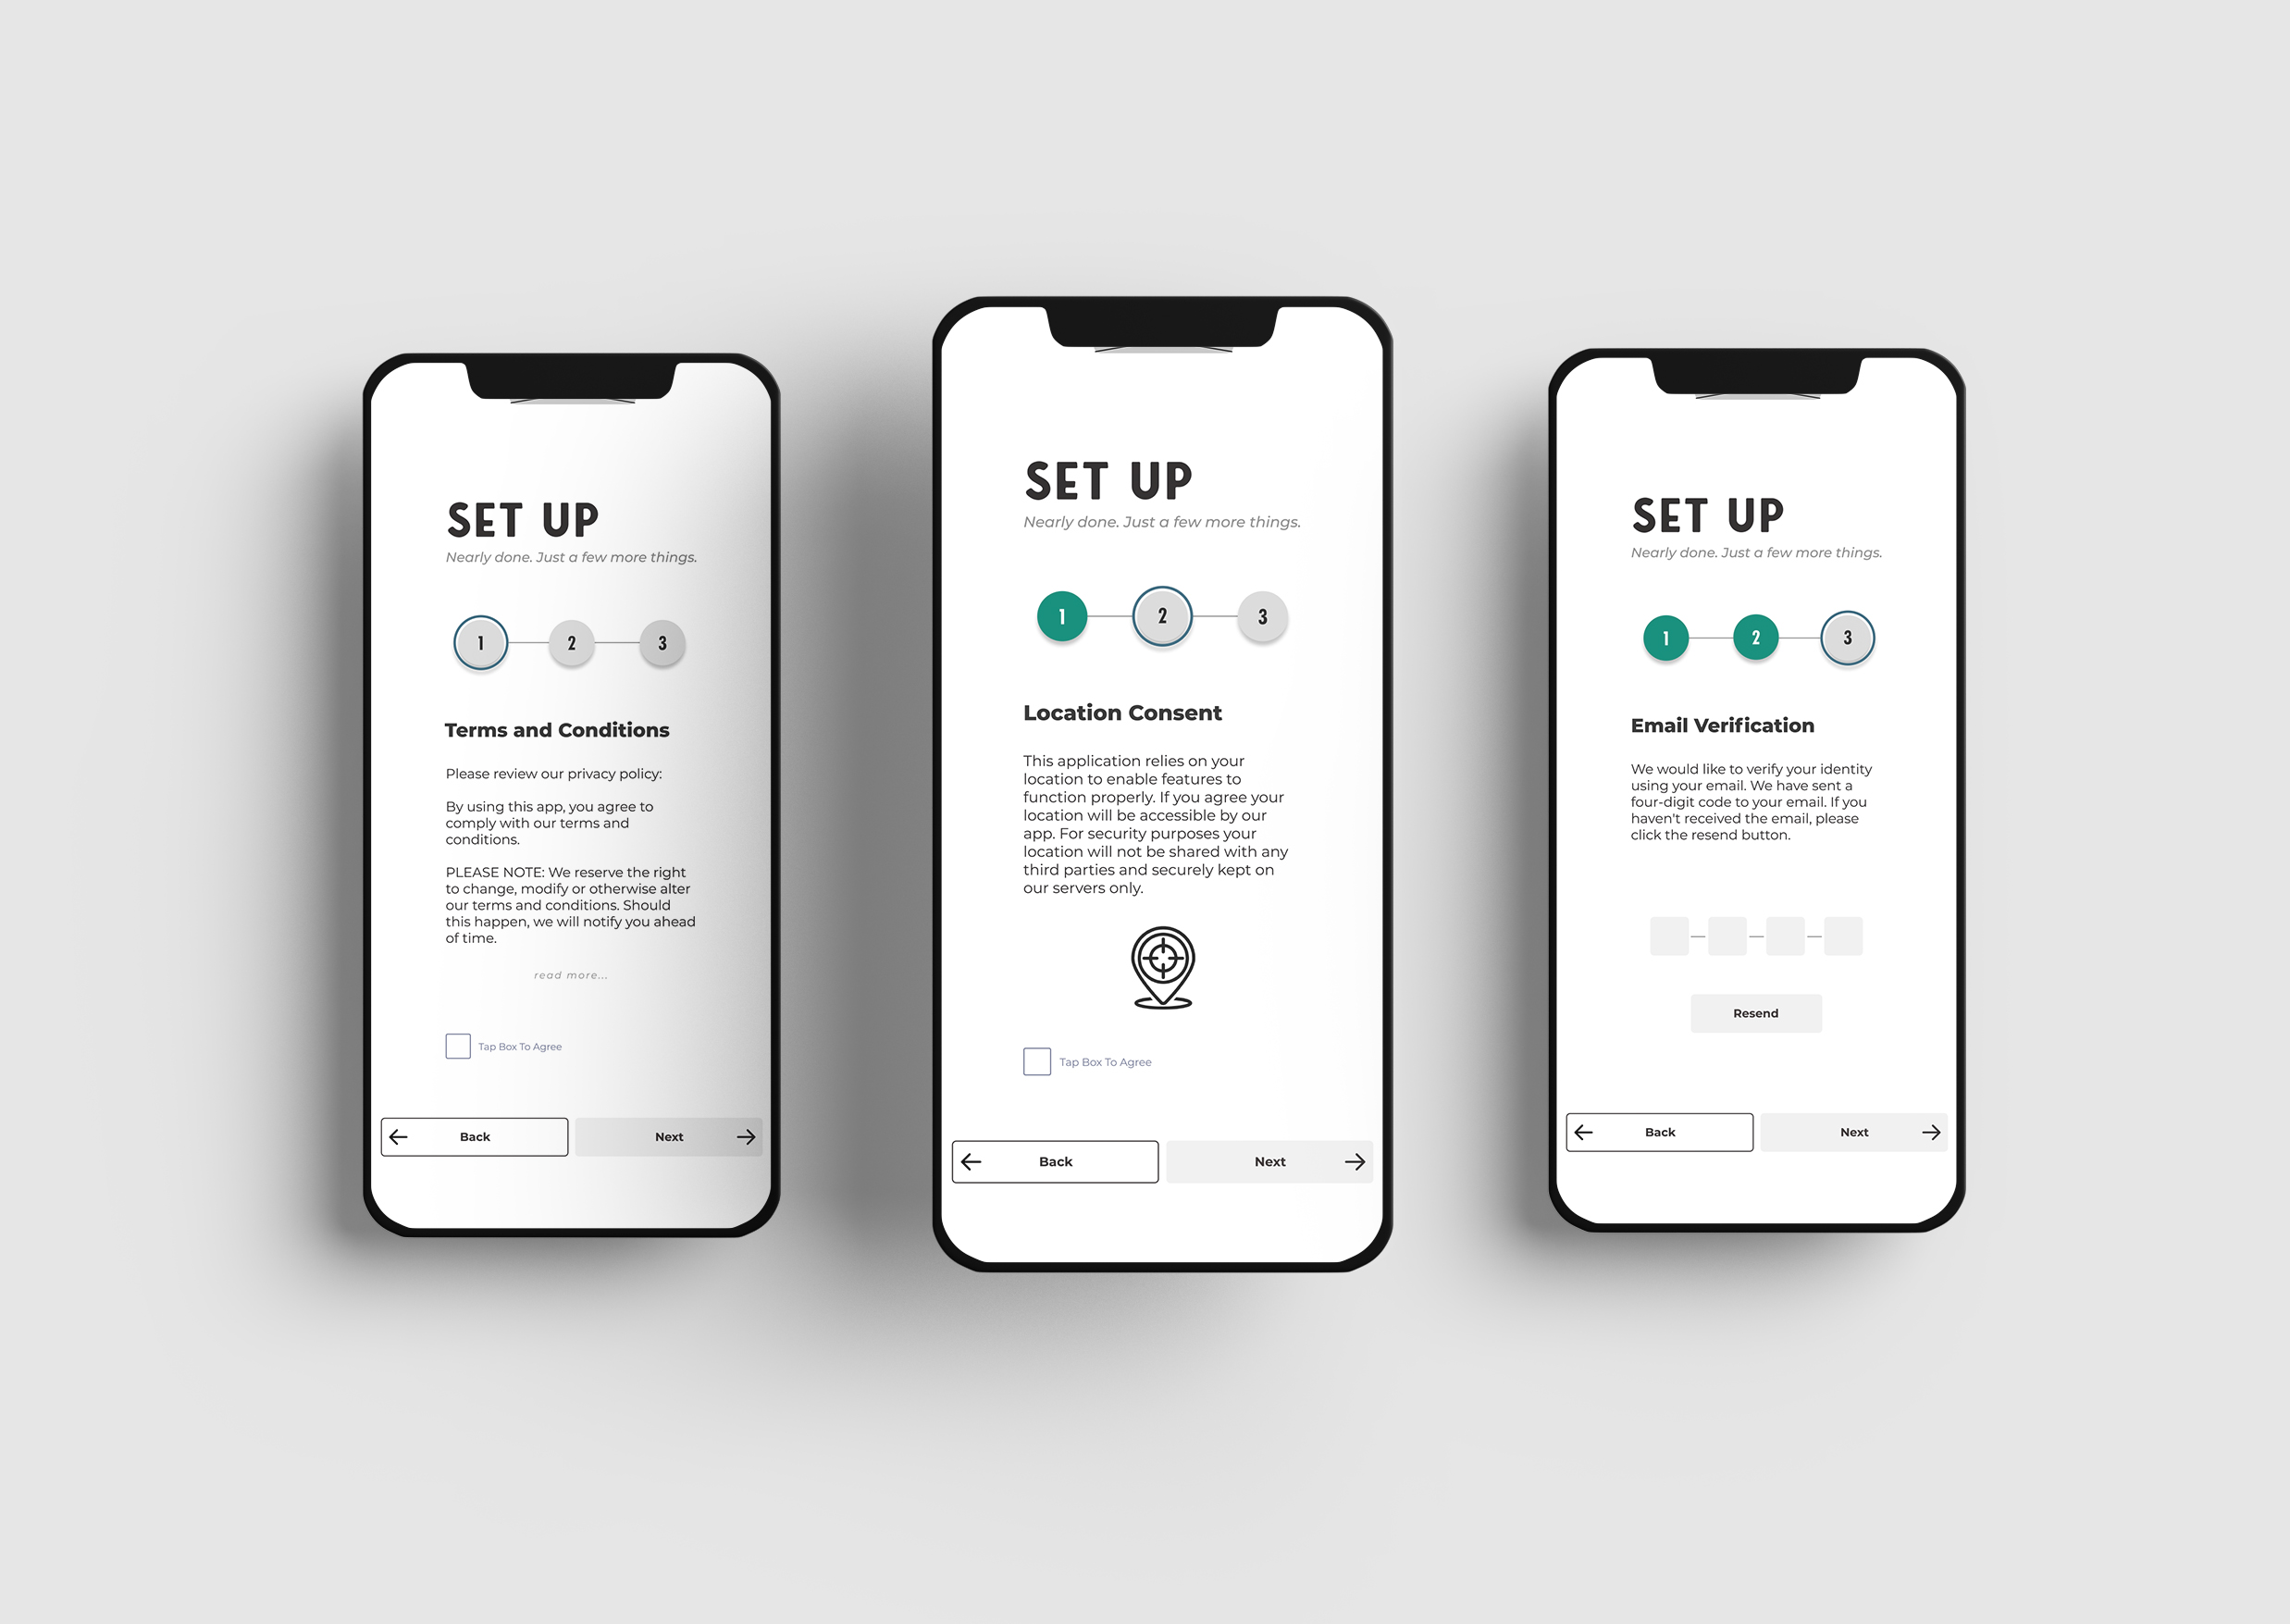 SET UP
Nearly done. Just a few more things.
1 2 3
Terms and Conditions
Please review our privacy policy:
By using this app, you agree to
comply with our terms and
conditions.
PLEASE NOTE: We reserve the right
to change, modify or otherwise alter
our terms and conditions. Should
this happen, we will notify you ahead
of time.
read more...
Tap Box To Agree
Back Next
SET UP
Nearly done. Just a few more things.
1 2 3
Location Consent
This application relies on your
location to enable features to
function properly. If you agree your
location will be accessible by our
app. For security purposes your
location will not be shared with any
third parties and securely kept on
our servers only.
Tap Box To Agree
Back Next
SET UP
Nearly done. Just a few more things.
1 2 3
Email Verification
We would like to verify your identity
using your email. We have sent a
four-digit code to your email. If you
haven't received the email, please
click the resend button.
Resend
Back Next